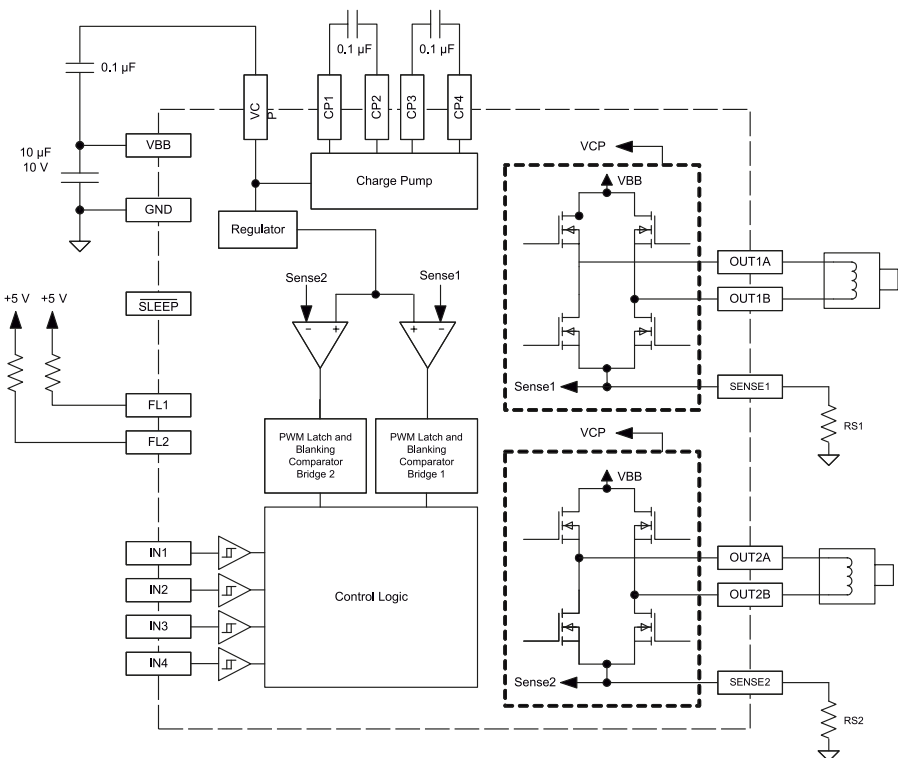 0.1 µF
0.1 µF
0.1 µF
VC
P
CP1
CP2
CP3
CP4
VBB
10 µF
10 V
GND
Charge Pump
Regulator
VCP
VBB
+5 V
+5 V
SLEEP
Sense2
Sense1
OUT1A
OUT1B
Sense1
SENSE1
RS1
FL1
FL2
PWM Latch and
Blanking
Comparator
Bridge 2
PWM Latch and
Blanking
Comparator
Bridge 1
VCP
VBB
IN1
IN2
IN3
IN4
Control Logic
OUT2A
OUT2B
Sense2
SENSE2
RS2